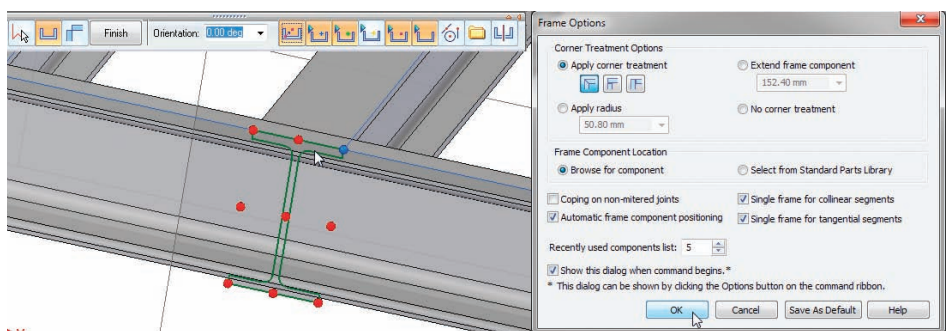 Finish Orientation: 0.00 deg
Frame Options
Corner Treatment Options
Apply corner treatment Extend frame component
152.40 mm
Apply radius No corner treatment
50.80 mm
Frame Component Location
Browse for component Select from Standard Parts Library
Coping on non-mitered joints Single frame for collinear segments
Automatic frame component positioning Single frame for tangential segments
Recently used components list: 5
Show this dialog when command begins.*
* This dialog can be shown by clicking the Options button on the command ribbon.
OK Cancel Save As Default Help